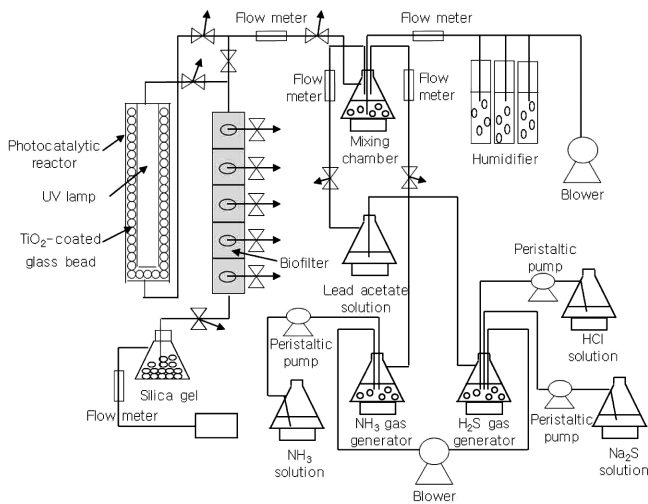 Flow meter
Flow meter
Flow
meter
Flow
meter
Photocatalytic
reactor
Mixing
chamber
Humidifier
Blower
UV lamp
TiO₂-coated
glass bead
Biofilter
Lead acetate
solution
Peristaltic
pump
HCl
solution
Peristaltic
pump
Silica gel
Flow meter
NH₃
solution
NH₃ gas
generator
H₂S gas
generator
Peristaltic
pump
Na₂S
solution
Blower